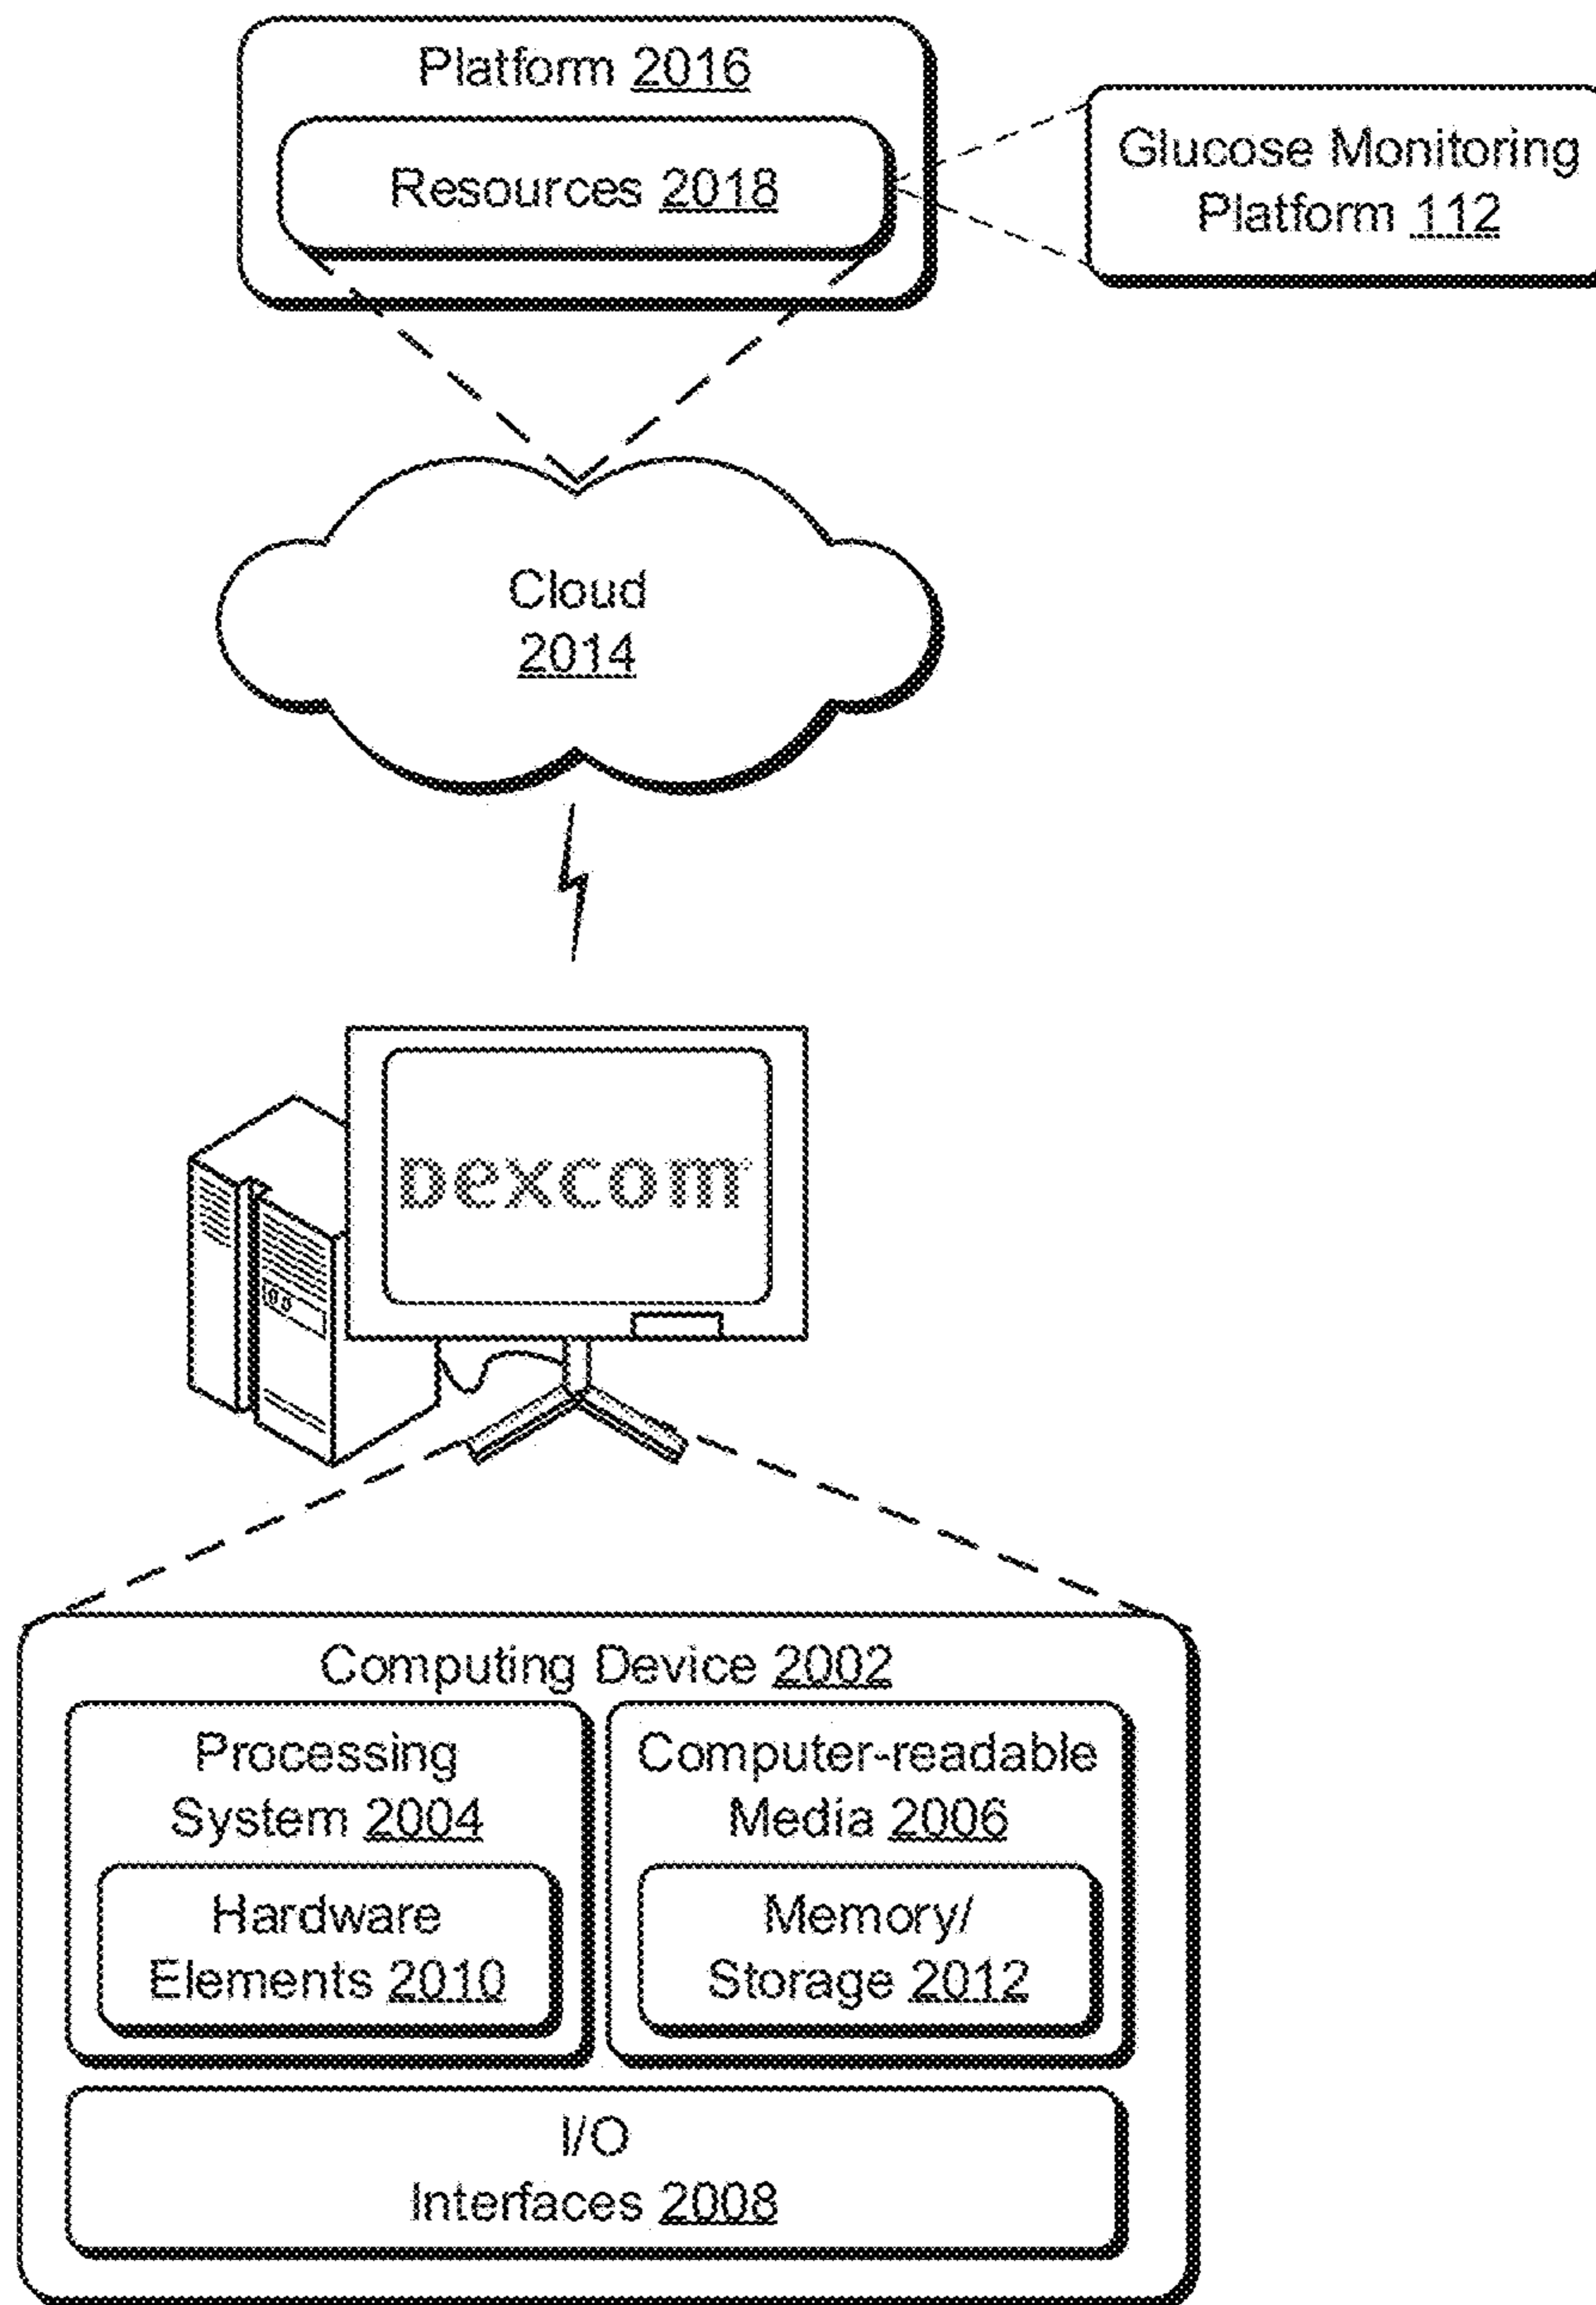 Platform 2016
Resources 2018
Glucose Monitoring
Platform 112
Cloud
2014
Dexcom
Computing Device 2002
Processing
System 2004
Hardware
Elements 2010
Computer-readable
Media 2006
Memory/
Storage 2012
I/O
Interfaces 2008